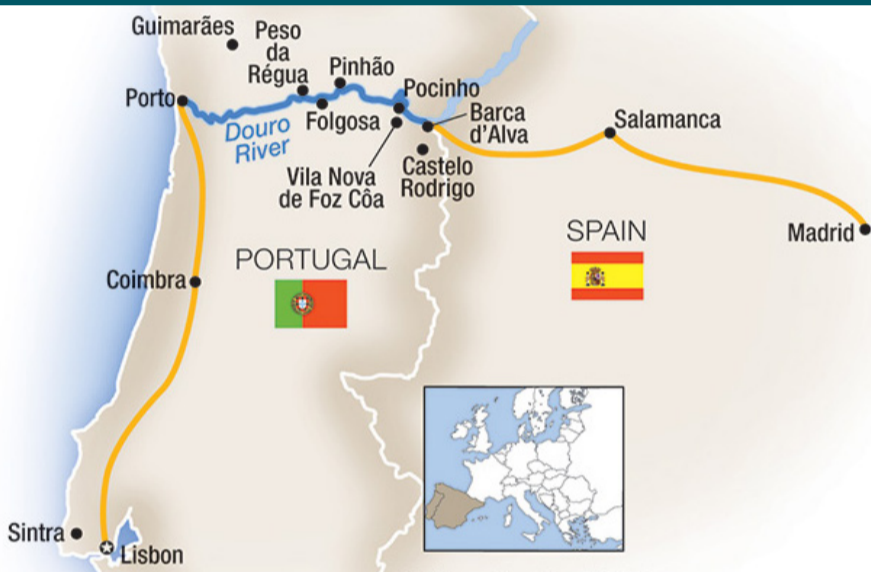 Guimarães
Peso
da
Régua
Pinhão
Pocinho
Porto
Douro
River
Folgosa
Barca
d'Alva
Salamanca
Vila Nova
de Foz Côa
Castelo
Rodrigo
SPAIN
Madrid
PORTUGAL
Coimbra
Sintra
Lisbon